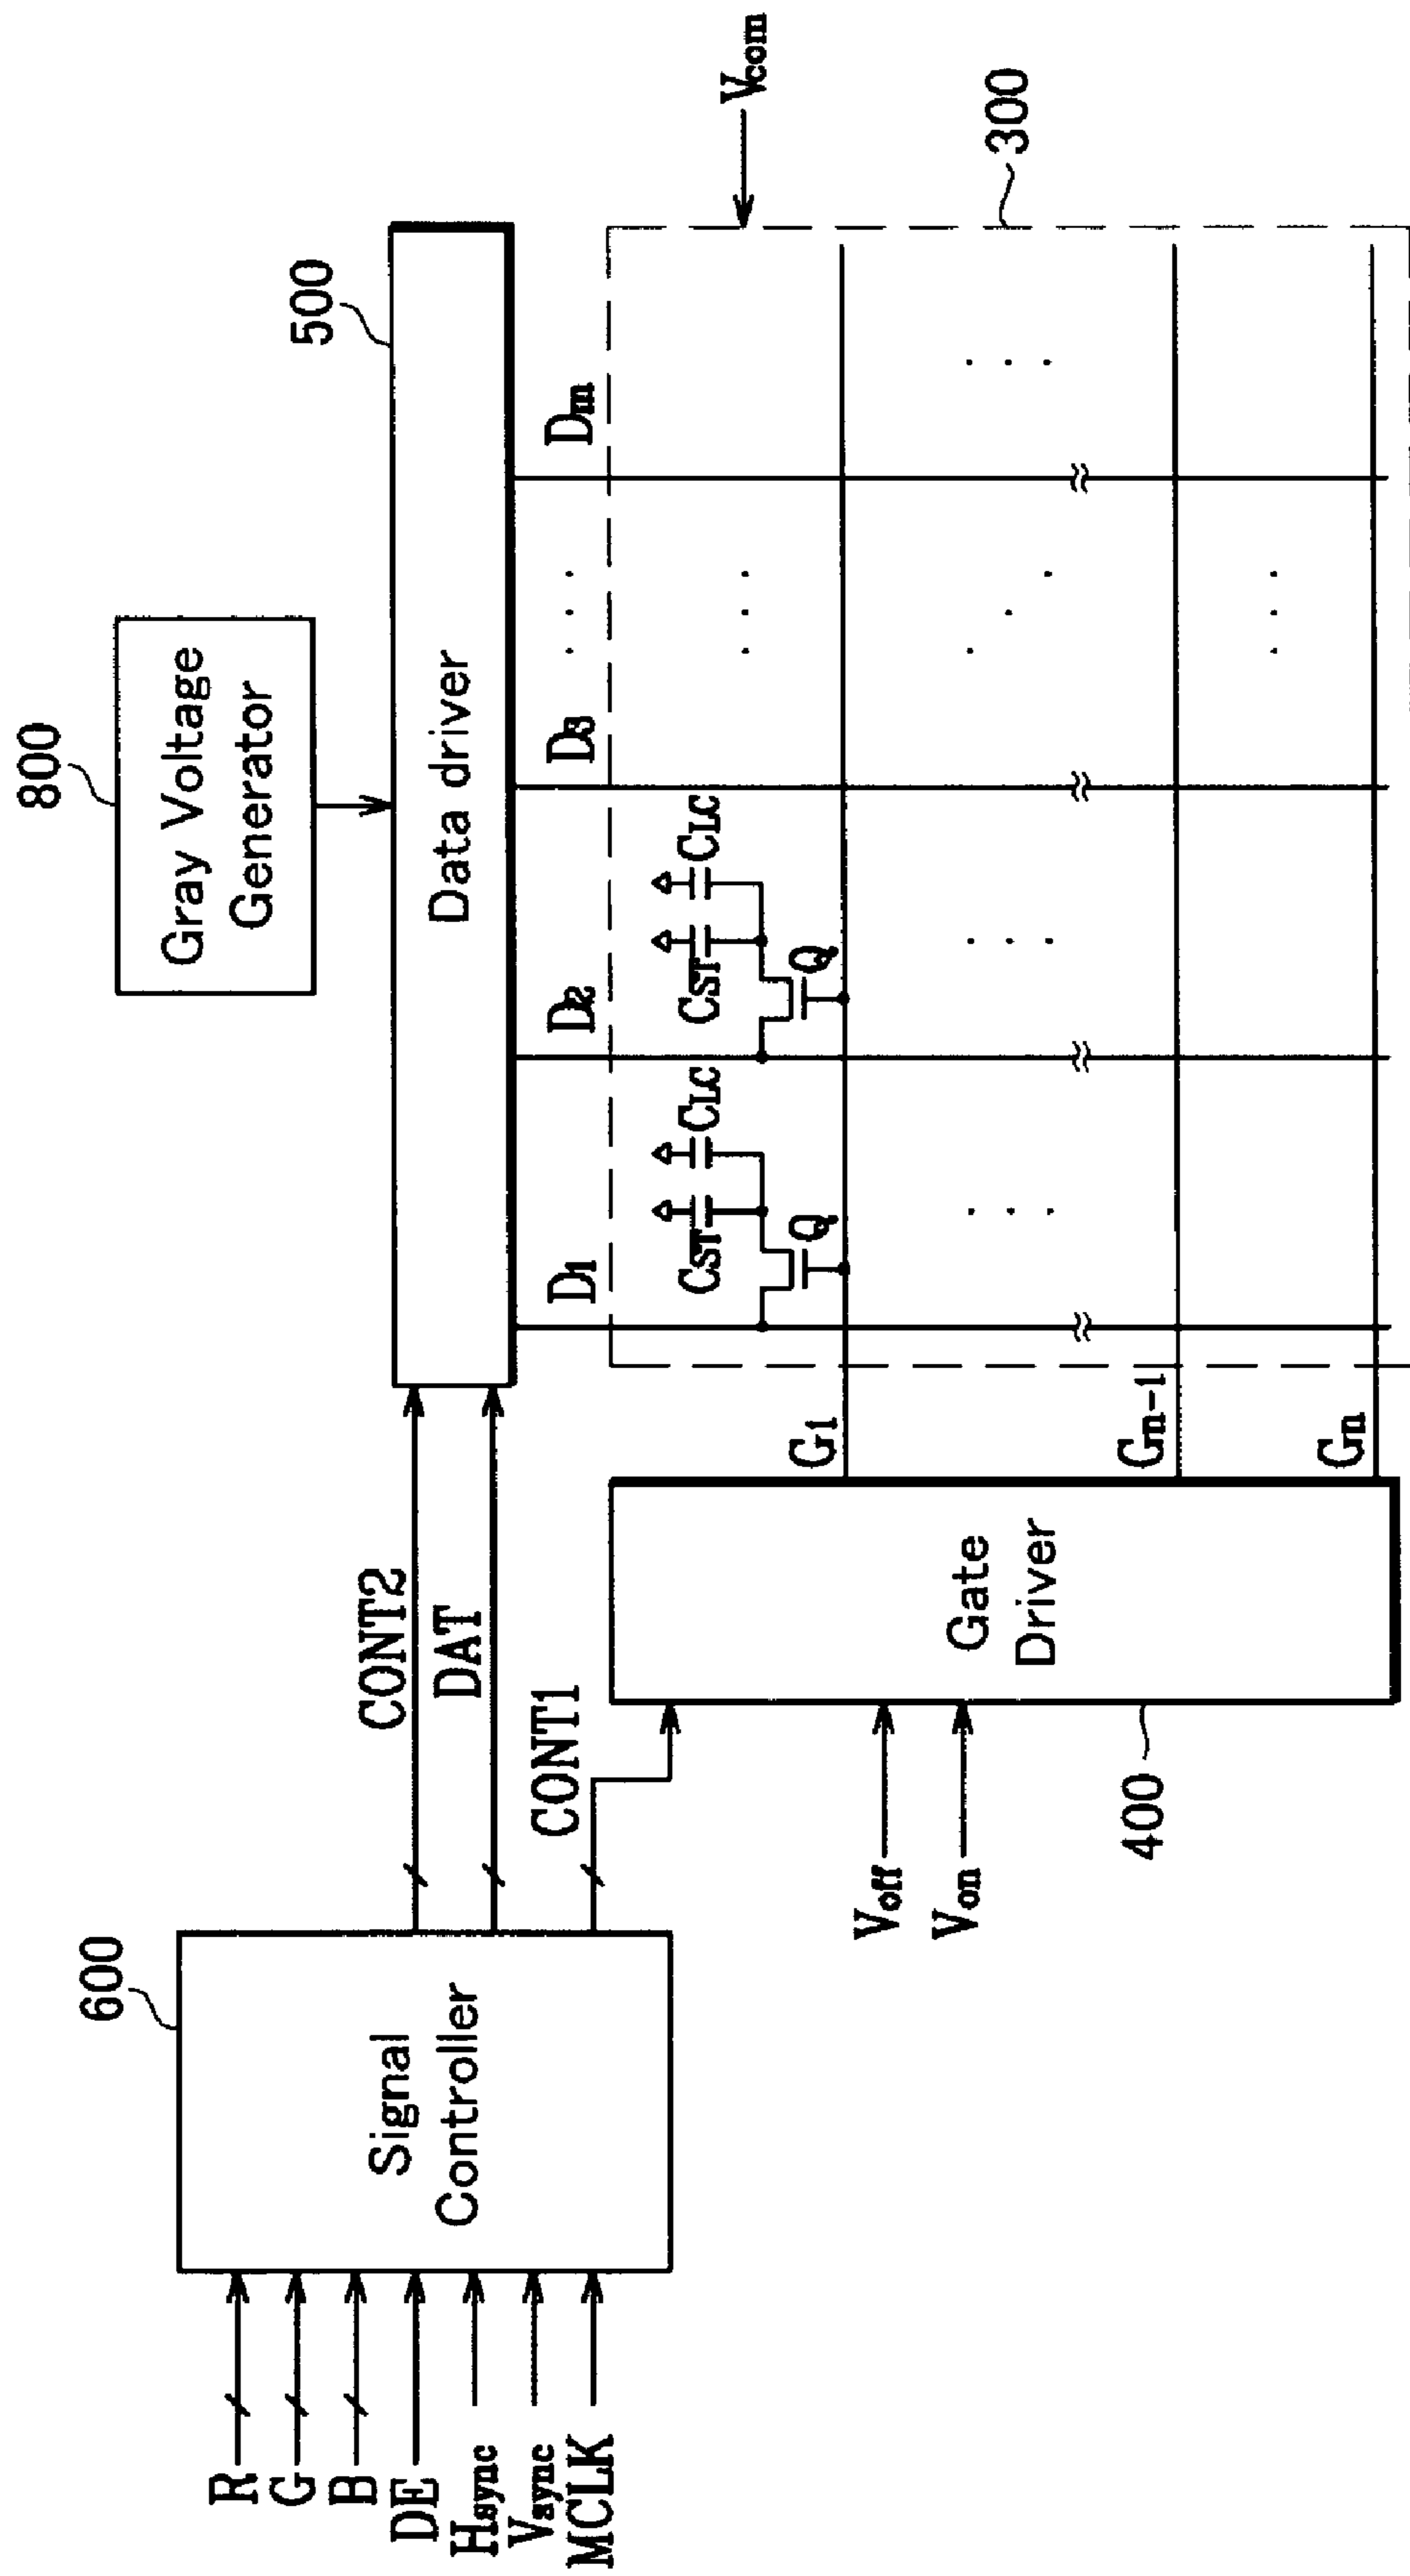 800
Gray Voltage
Generator
600
500
R
G
B
DE
Hsync
Vsync
MCLK
Signal
Controller
CONT2
DAT
CONT1
Data driver
D1
D2
D3
Dm
Vcom
300
CST
CLC
Q
CST
CLC
Q
G1
Gn-1
Gn
Voff
Von
Gate
Driver
400